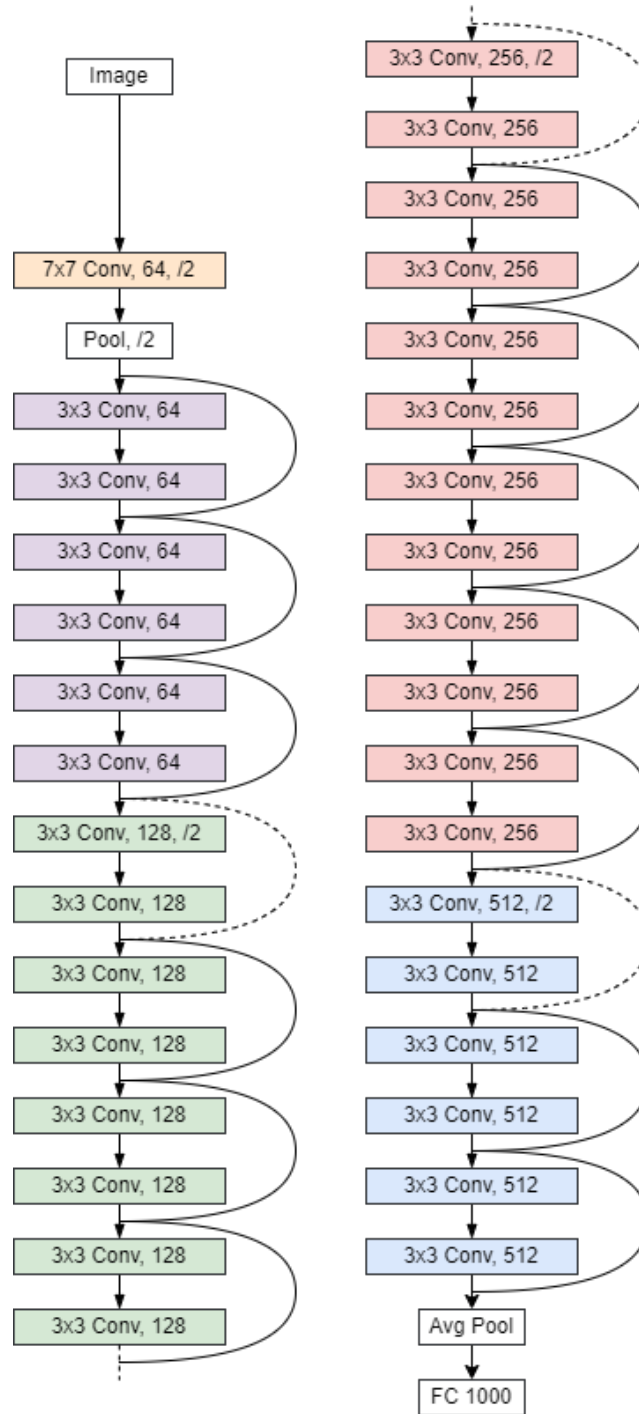 Image
7x7 Conv, 64, /2
Pool, /2
3x3 Conv, 64
3x3 Conv, 64
3x3 Conv, 64
3x3 Conv, 64
3x3 Conv, 64
3x3 Conv, 64
3x3 Conv, 128, /2
3x3 Conv, 128
3x3 Conv, 128
3x3 Conv, 128
3x3 Conv, 128
3x3 Conv, 128
3x3 Conv, 128
3x3 Conv, 128
3x3 Conv, 256, /2
3x3 Conv, 256
3x3 Conv, 256
3x3 Conv, 256
3x3 Conv, 256
3x3 Conv, 256
3x3 Conv, 256
3x3 Conv, 256
3x3 Conv, 256
3x3 Conv, 256
3x3 Conv, 256
3x3 Conv, 256
3x3 Conv, 512, /2
3x3 Conv, 512
3x3 Conv, 512
3x3 Conv, 512
3x3 Conv, 512
3x3 Conv, 512
Avg Pool
FC 1000